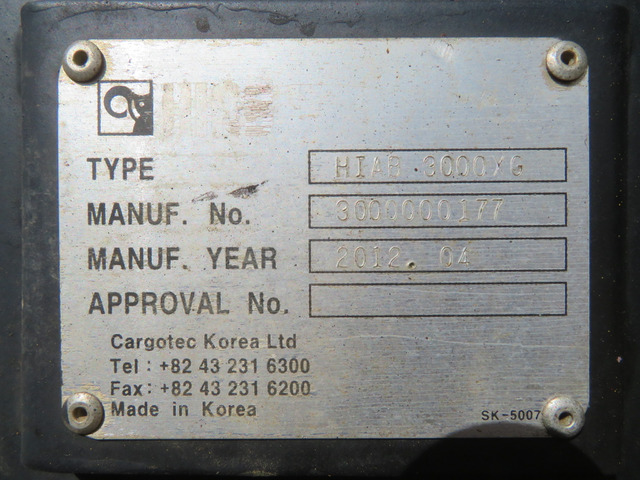 TYPE HIAB 3000XG
MANUF. No. 3000000177
MANUF. YEAR 2012. 04
APPROVAL No.
Cargotec Korea Ltd
Tel : +82 43 231 6300
Fax: +82 43 231 6200
Made in Korea
SK-5007